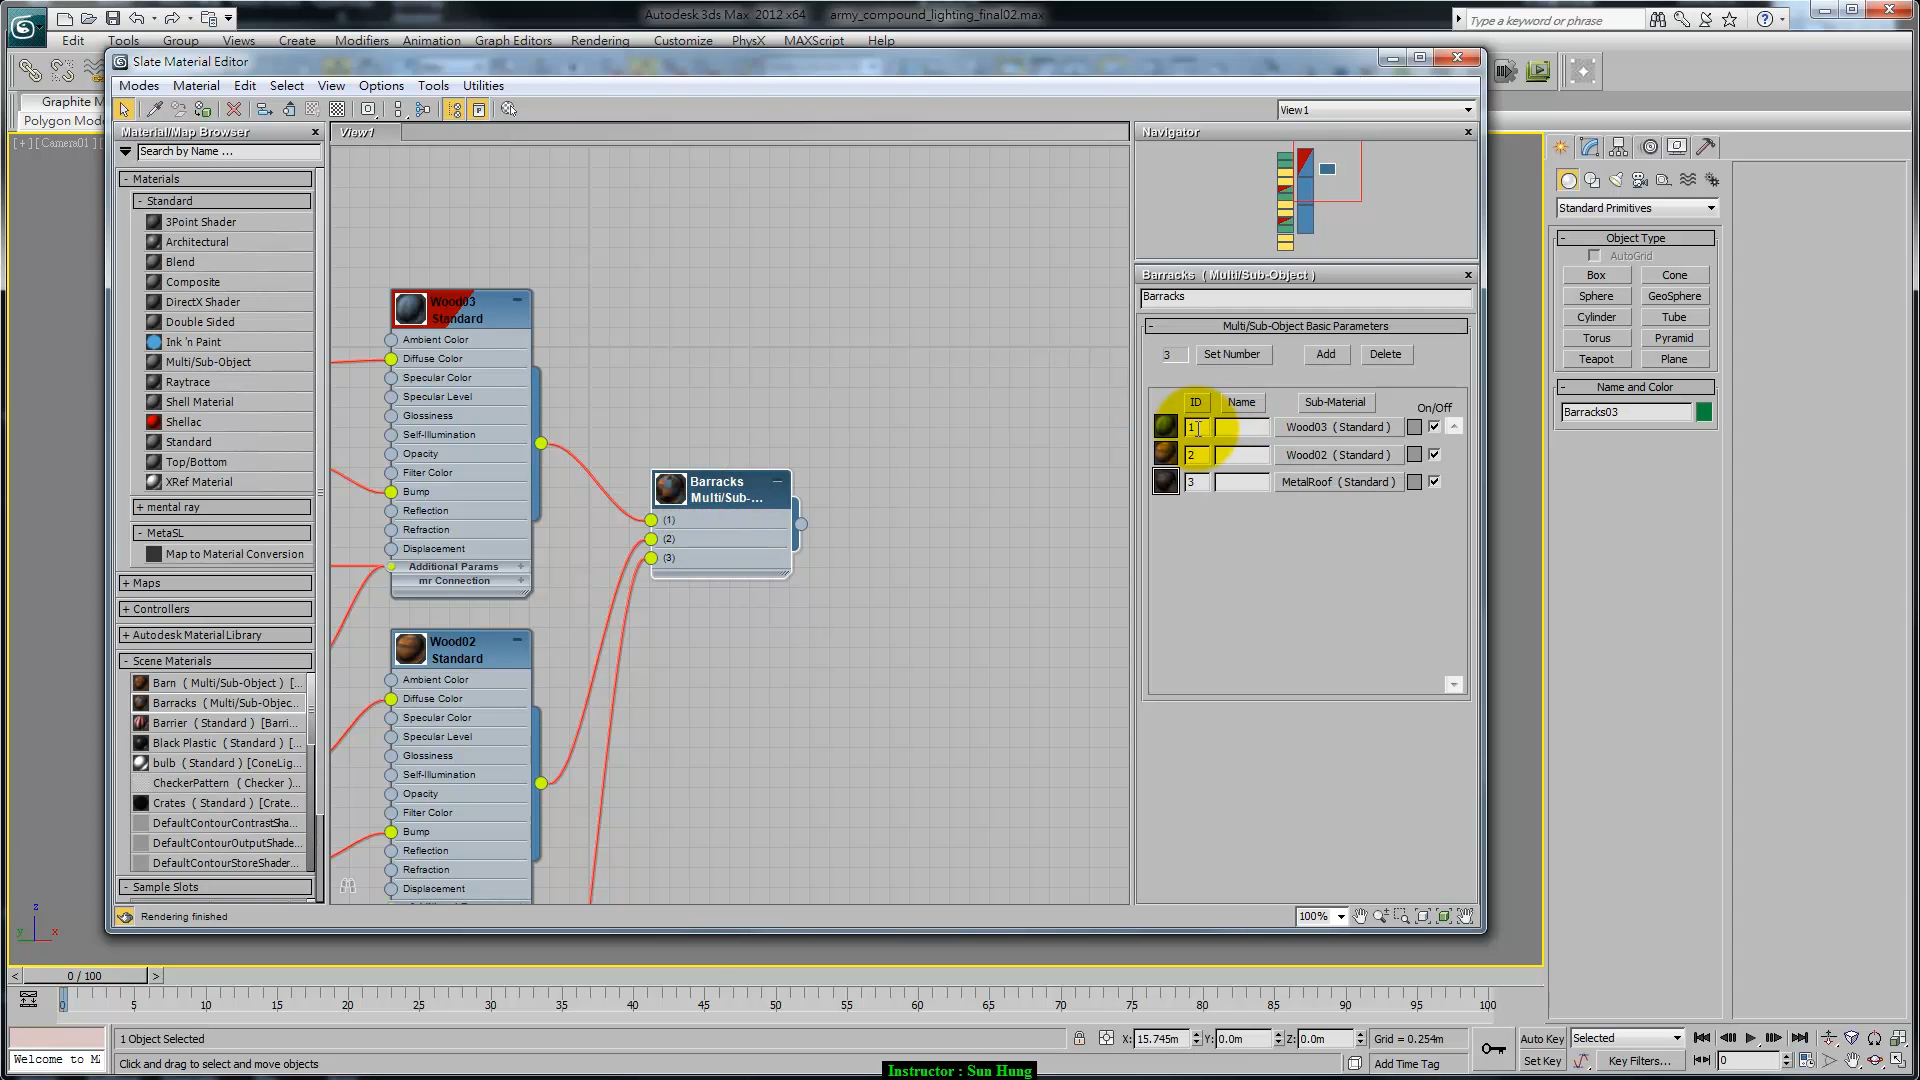 Autodesk 3ds Max 2012 x64 army_compound_lighting_final02.max
Type a keyword or phrase
Edit Tools Group Views Create Modifiers Animation Graph Editors Rendering Customize PhysX MAXScript Help
Slate Material Editor
Modes Material Edit Select View Options Tools Utilities
Graphite M
Polygon Mode
[ + ] [ Camera01 ]
View1
Material/Map Browser
View1
Navigator
Search by Name ...
- Materials
- Standard
3Point Shader
Architectural
Blend
Composite
DirectX Shader
Double Sided
Ink 'n Paint
Multi/Sub-Object
Raytrace
Shell Material
Shellac
Standard
Top/Bottom
XRef Material
+ mental ray
- MetaSL
Map to Material Conversion
+ Maps
+ Controllers
+ Autodesk Material Library
- Scene Materials
Barn ( Multi/Sub-Object ) [...
Barracks ( Multi/Sub-Objec...
Barrier ( Standard ) [Barri...
Black Plastic ( Standard ) [...
bulb ( Standard ) [ConeLig...
CheckerPattern ( Checker )...
Crates ( Standard ) [Crate...
DefaultContourContrastSha...
DefaultContourOutputShade...
DefaultContourStoreShader...
- Sample Slots
Rendering finished
Wood03
Standard
Ambient Color
Diffuse Color
Specular Color
Specular Level
Glossiness
Self-Illumination
Opacity
Filter Color
Bump
Reflection
Refraction
Displacement
Additional Params +
mr Connection +
Wood02
Standard
Ambient Color
Diffuse Color
Specular Color
Specular Level
Glossiness
Self-Illumination
Opacity
Filter Color
Bump
Reflection
Refraction
Displacement
Barracks
Multi/Sub-...
(1)
(2)
(3)
Barracks ( Multi/Sub-Object )
Barracks
- Multi/Sub-Object Basic Parameters
3 Set Number Add Delete
ID Name Sub-Material On/Off
1 Wood03 ( Standard )
2 Wood02 ( Standard )
3 MetalRoof ( Standard )
100%
Standard Primitives
- Object Type
AutoGrid
Box Cone
Sphere GeoSphere
Cylinder Tube
Torus Pyramid
Teapot Plane
- Name and Color
Barracks03
z
y x
< 0 / 100 >
0 5 10 15 20 25 30 35 40 45 50 55 60 65 70 75 80 85 90 95 100
1 Object Selected X: 15.745m Y: 0.0m Z: 0.0m Grid = 0.254m Auto Key Selected
Welcome to M Click and drag to select and move objects Add Time Tag Set Key Key Filters... 0
Instructor : Sun Hung